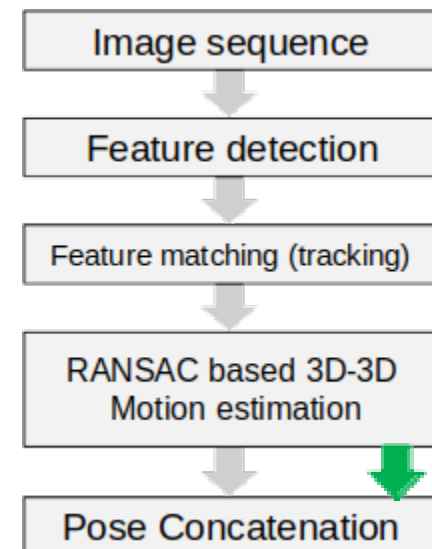 Image sequence
Feature detection
Feature matching (tracking)
RANSAC based 3D-3D
Motion estimation
Pose Concatenation